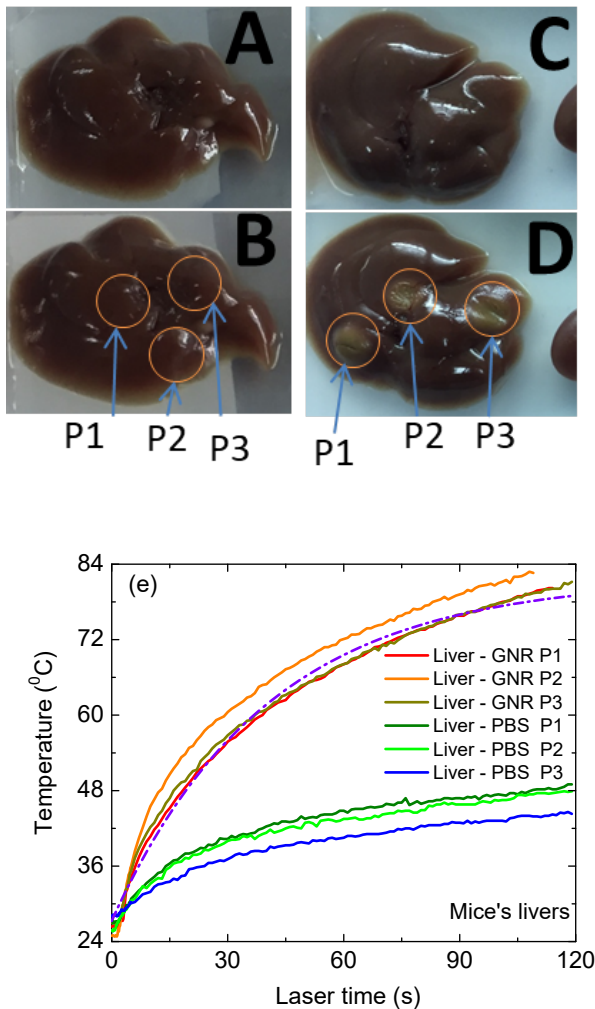 A
C
B
D
P1
P2
P3
P1
P2
P3
84
72
60
48
36
24
0
30
60
90
120
(e)
Temperature (⁰C)
Liver - GNR P1
Liver - GNR P2
Liver - GNR P3
Liver - PBS P1
Liver - PBS P2
Liver - PBS P3
Mice's livers
Laser time (s)